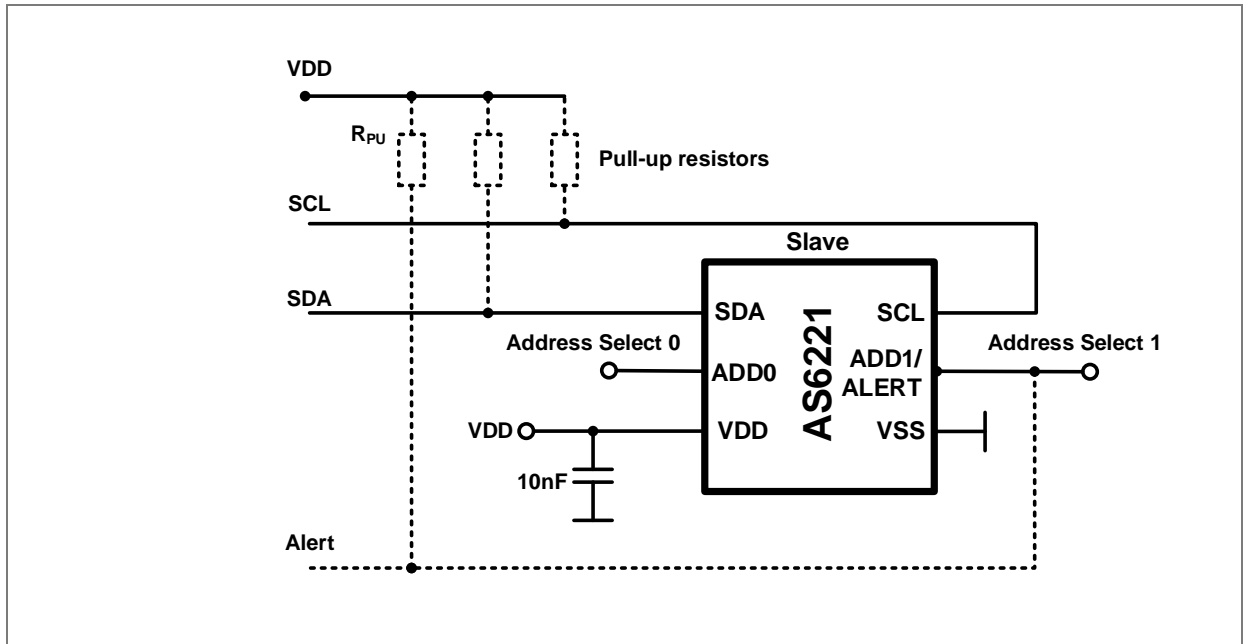 VDD
RPU
Pull-up resistors
SCL
Slave
SDA
SDA
SCL
Address Select 0
Address Select 1
ADD0
ADD1/
ALERT
AS6221
VDD
VDD
VSS
10nF
Alert